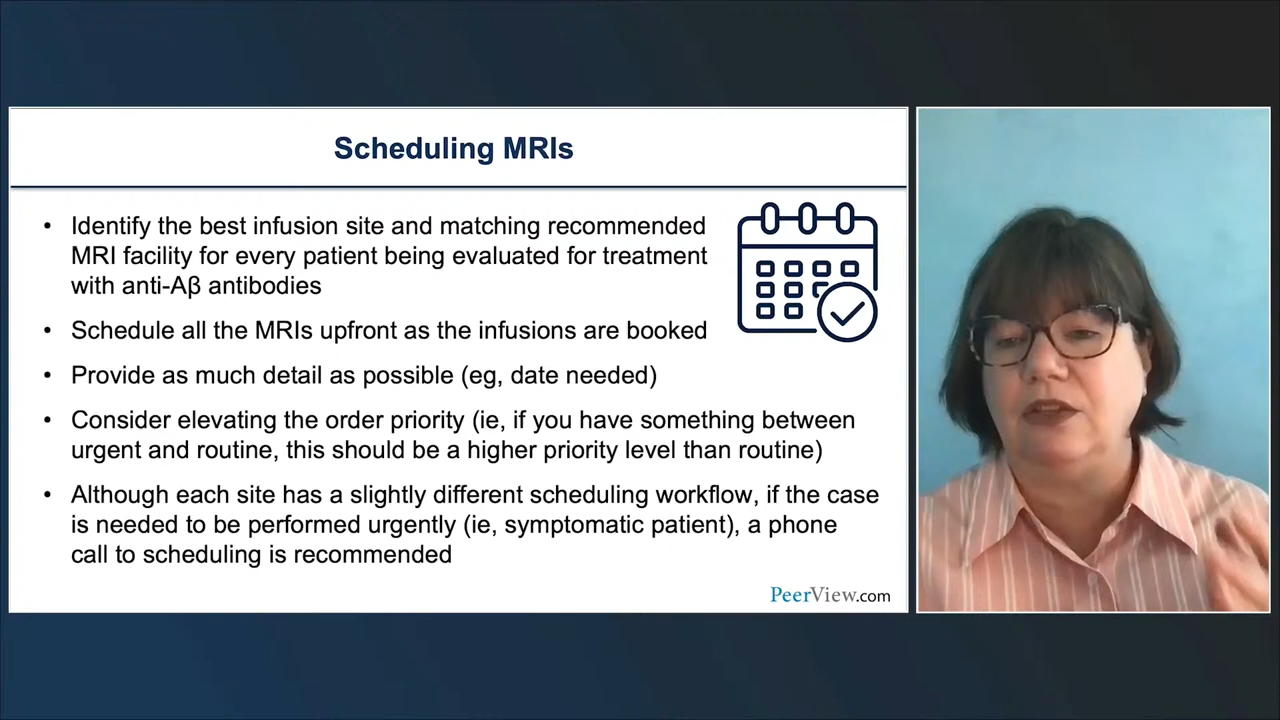 Scheduling MRIs
• Identify the best infusion site and matching recommended
MRI facility for every patient being evaluated for treatment
with anti-Aβ antibodies
• Schedule all the MRIs upfront as the infusions are booked
• Provide as much detail as possible (eg, date needed)
• Consider elevating the order priority (ie, if you have something between
urgent and routine, this should be a higher priority level than routine)
• Although each site has a slightly different scheduling workflow, if the case
is needed to be performed urgently (ie, symptomatic patient), a phone
call to scheduling is recommended
PeerView.com